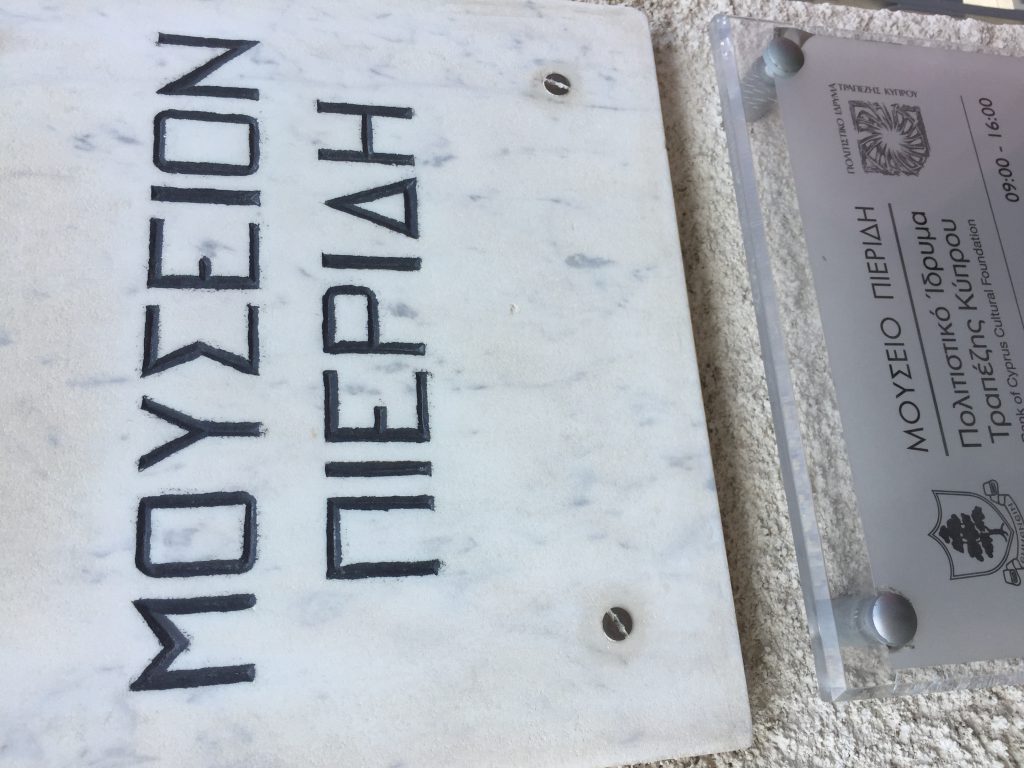 ΜΟΥΣΕΙΟΝ
ΠΙΕΡΙΔΗ
ΠΟΛΙΤΙΣΤΙΚΟ ΙΔΡΥΜΑ
ΤΡΑΠΕΖΗΣ ΚΥΠΡΟΥ
ΜΟΥΣΕΙΟ ΠΙΕΡΙΔΗ
Πολιτιστικό Ίδρυμα
Τραπέζης Κύπρου
Bank of Cyprus Cultural Foundation
09:00 - 16:00